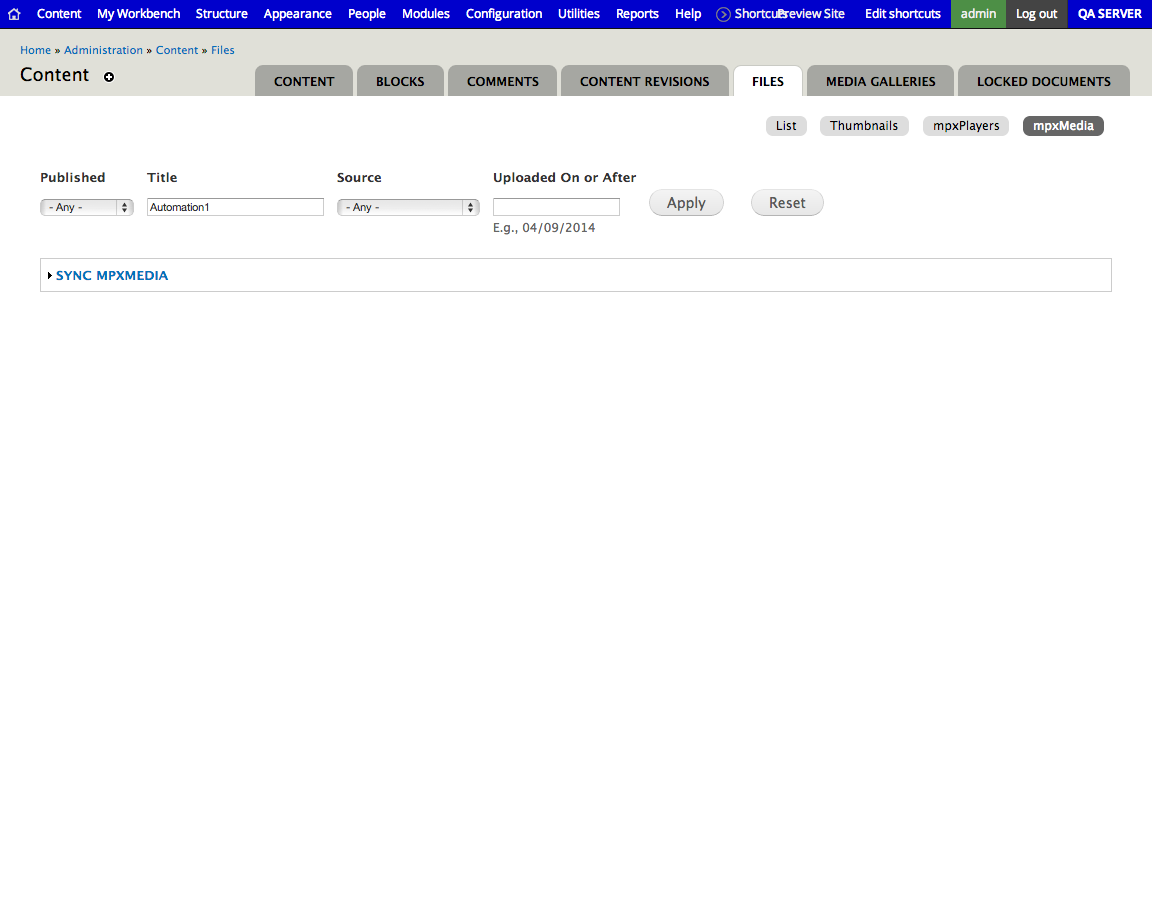 Content My Workbench Structure Appearance People Modules Configuration Utilities Reports Help Shortcuts Preview Site Edit shortcuts admin Log out QA SERVER
Home » Administration » Content » Files
Content
CONTENT BLOCKS COMMENTS CONTENT REVISIONS FILES MEDIA GALLERIES LOCKED DOCUMENTS
List Thumbnails mpxPlayers mpxMedia
Published Title Source Uploaded On or After
- Any - Automation1 - Any - Apply Reset
E.g., 04/09/2014
SYNC MPXMEDIA